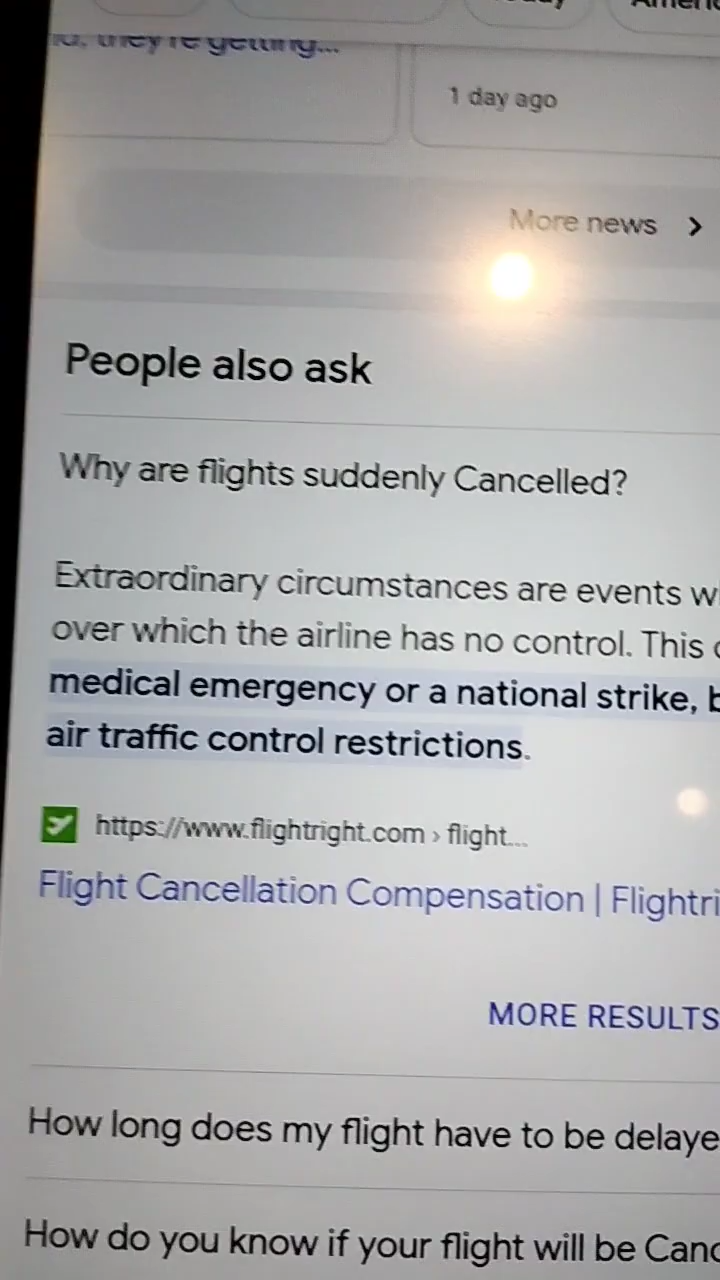 they're getting...
1 day ago
More news
People also ask
Why are flights suddenly Cancelled?
Extraordinary circumstances are events
over which the airline has no control. This
medical emergency or a national strike,
air traffic control restrictions.
https://www.flightright.com › flight...
Flight Cancellation Compensation | Flightri
MORE RESULTS
How long does my flight have to be delaye
How do you know if your flight will be Canc